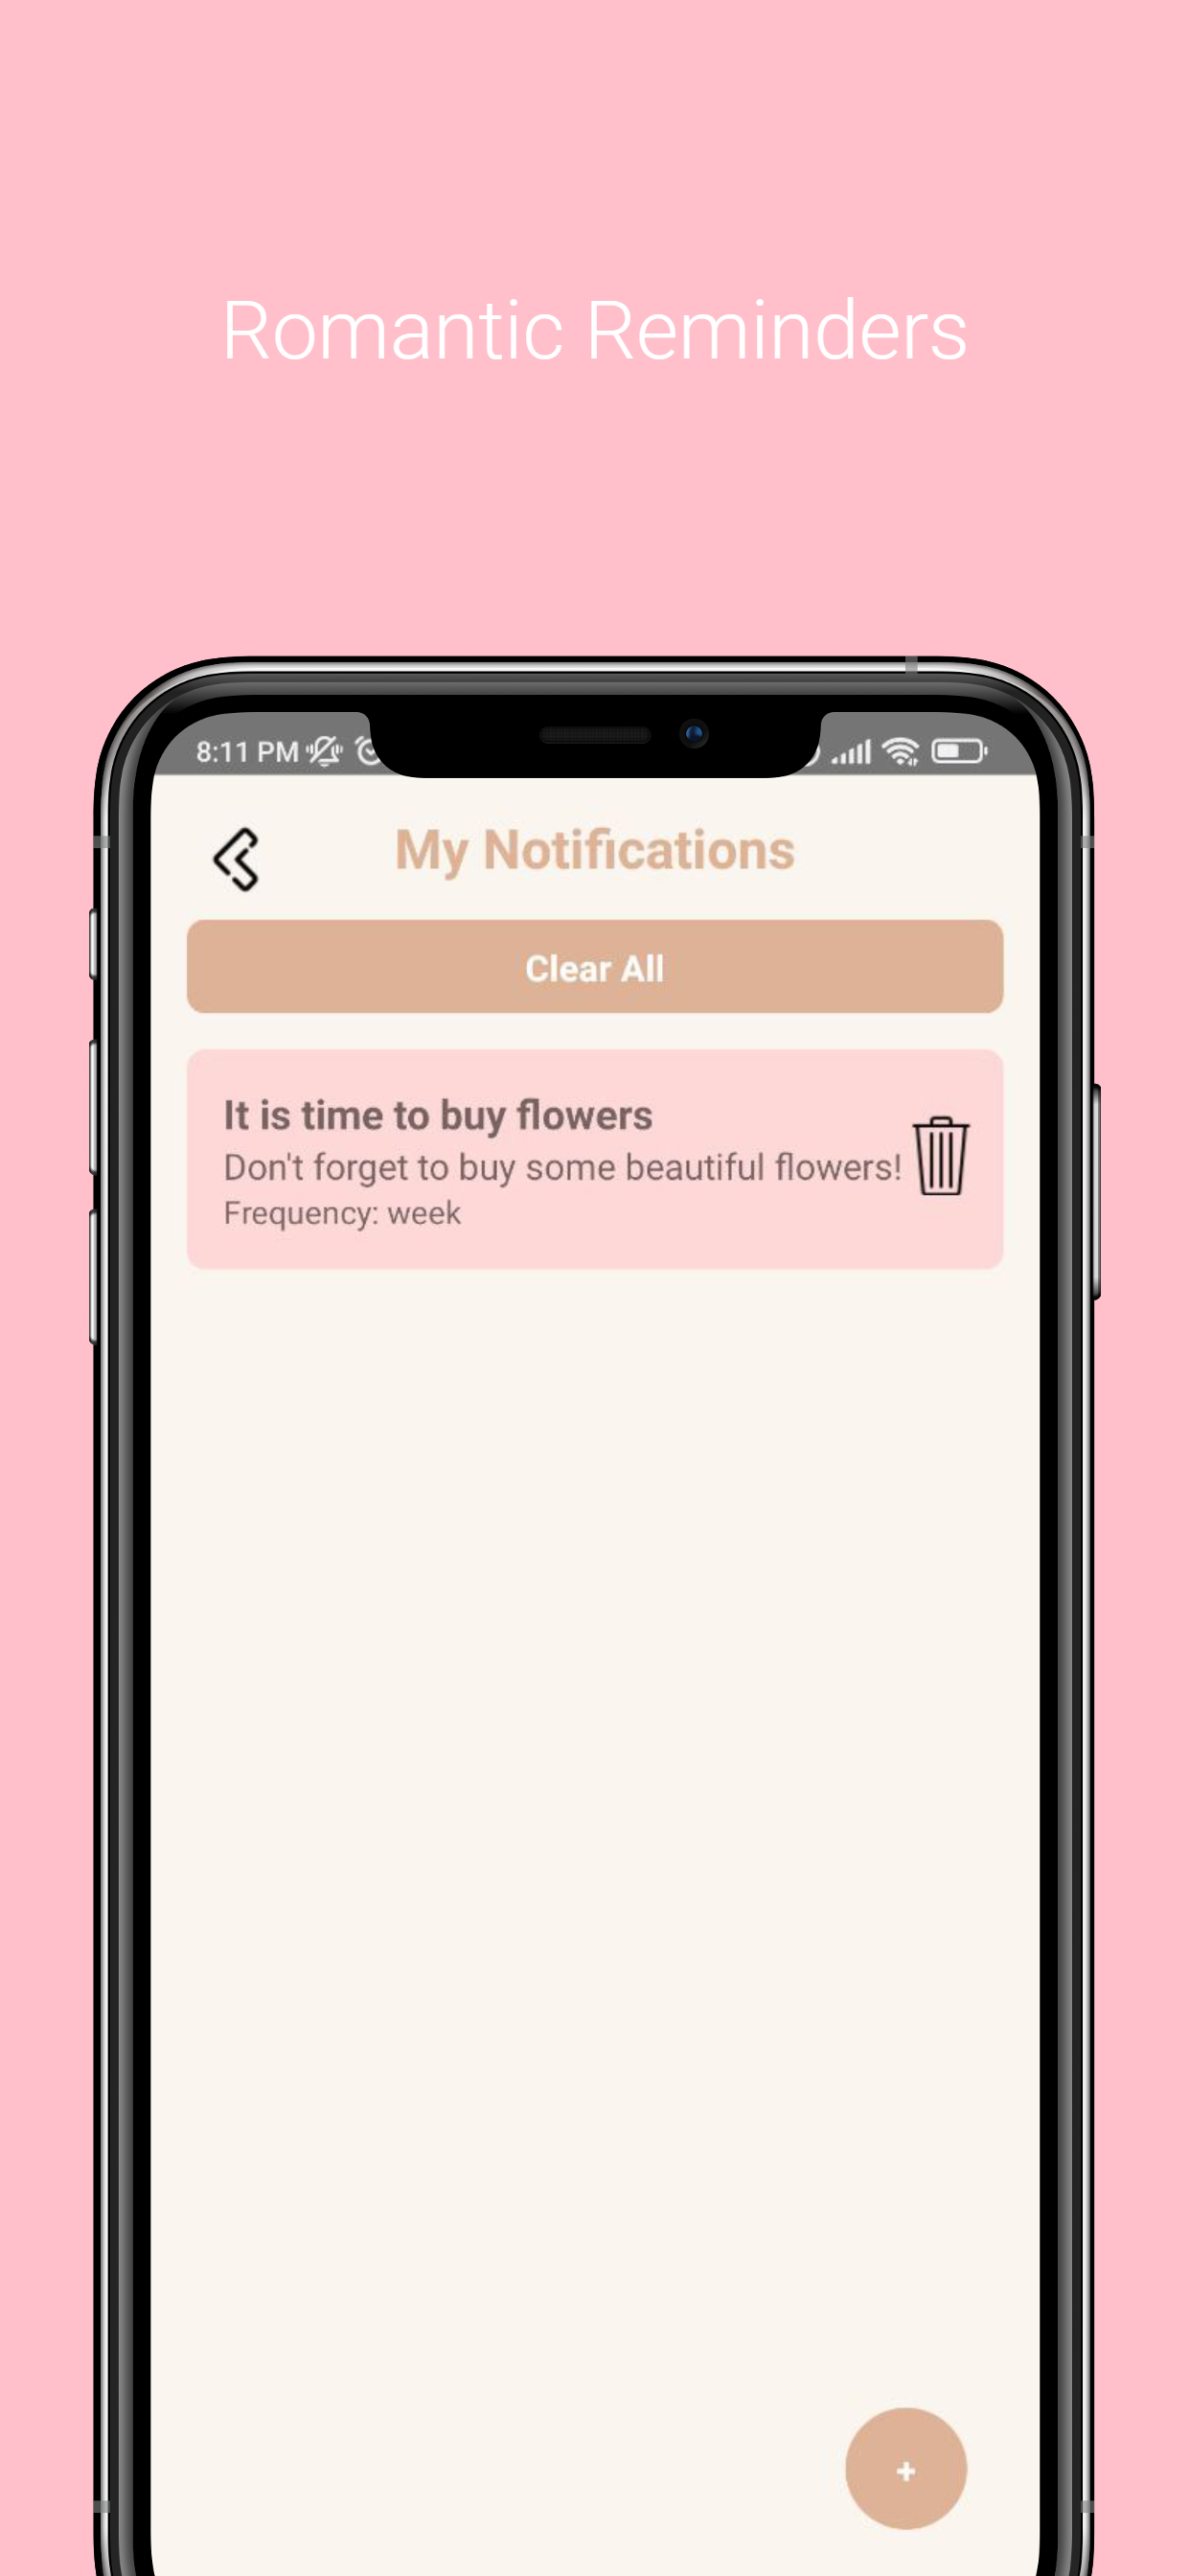 Romantic Reminders
8:11 PM
My Notifications
Clear All
It is time to buy flowers
Don't forget to buy some beautiful flowers!
Frequency: week
+